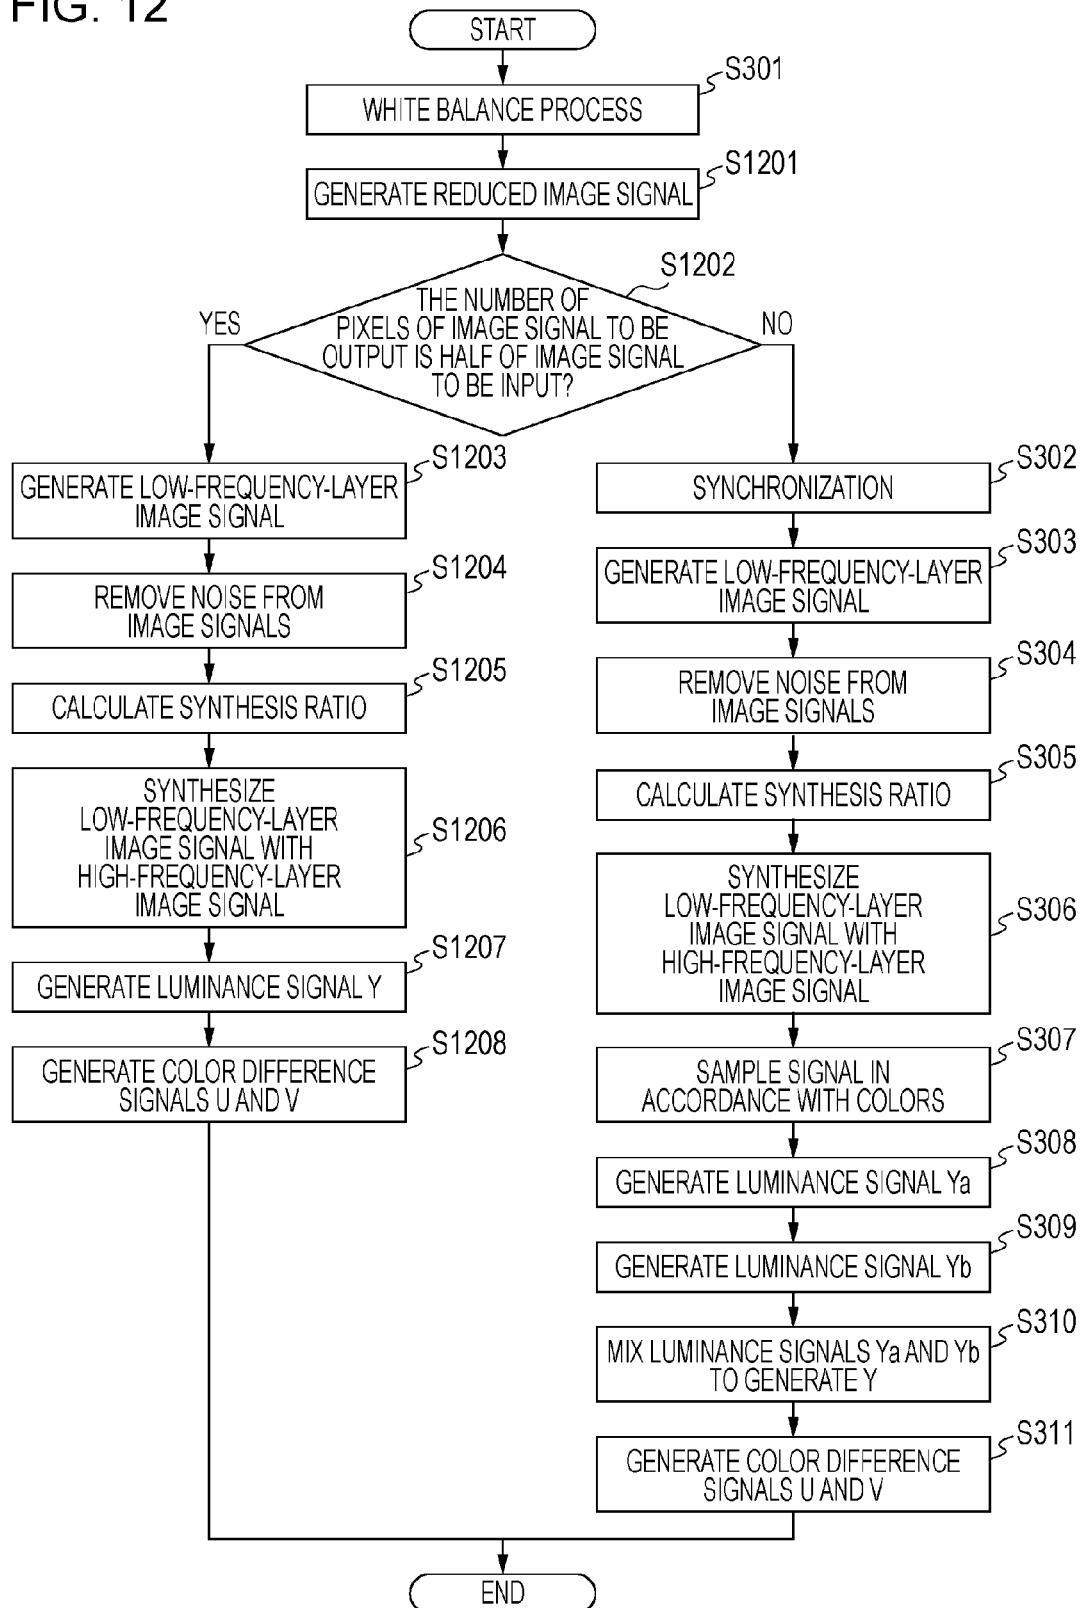 FIG. 12
START
S301
WHITE BALANCE PROCESS
S1201
GENERATE REDUCED IMAGE SIGNAL
S1202
THE NUMBER OF
PIXELS OF IMAGE SIGNAL TO BE
OUTPUT IS HALF OF IMAGE SIGNAL
TO BE INPUT?
YES
NO
S1203
GENERATE LOW-FREQUENCY-LAYER
IMAGE SIGNAL
S1204
REMOVE NOISE FROM
IMAGE SIGNALS
S1205
CALCULATE SYNTHESIS RATIO
SYNTHESIZE
LOW-FREQUENCY-LAYER
IMAGE SIGNAL WITH
HIGH-FREQUENCY-LAYER
IMAGE SIGNAL
S1206
S1207
GENERATE LUMINANCE SIGNAL Y
S1208
GENERATE COLOR DIFFERENCE
SIGNALS U AND V
S302
SYNCHRONIZATION
S303
GENERATE LOW-FREQUENCY-LAYER
IMAGE SIGNAL
S304
REMOVE NOISE FROM
IMAGE SIGNALS
S305
CALCULATE SYNTHESIS RATIO
SYNTHESIZE
LOW-FREQUENCY-LAYER
IMAGE SIGNAL WITH
HIGH-FREQUENCY-LAYER
IMAGE SIGNAL
S306
S307
SAMPLE SIGNAL IN
ACCORDANCE WITH COLORS
S308
GENERATE LUMINANCE SIGNAL Ya
S309
GENERATE LUMINANCE SIGNAL Yb
S310
MIX LUMINANCE SIGNALS Ya AND Yb
TO GENERATE Y
S311
GENERATE COLOR DIFFERENCE
SIGNALS U AND V
END